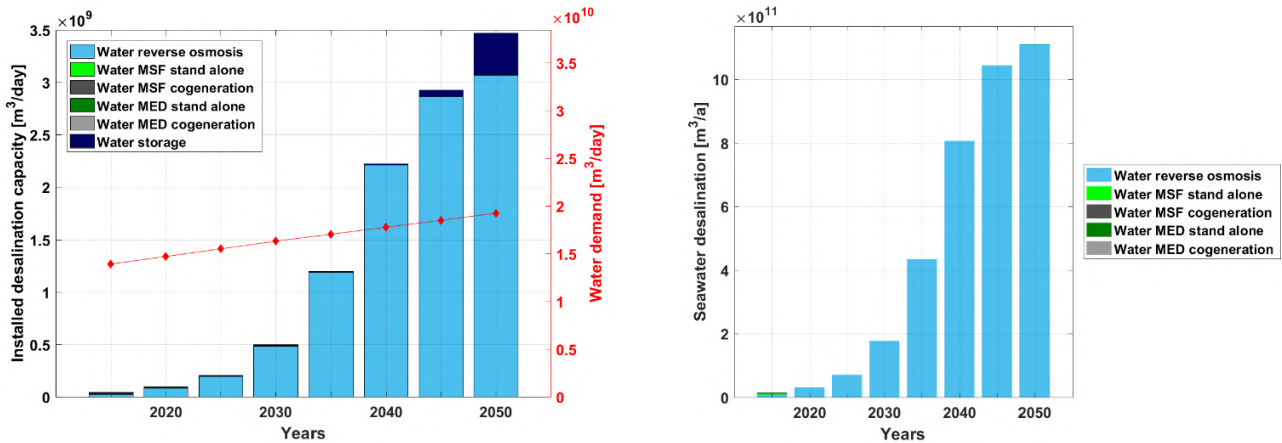 ×10⁹
×10¹⁰
3.5
3
2.5
2
1.5
1
0.5
0
Installed desalination capacity [m³/day]
Water reverse osmosis
Water MSF stand alone
Water MSF cogeneration
Water MED stand alone
Water MED cogeneration
Water storage
3.5
3
2.5
2
1.5
1
0.5
0
Water demand [m³/day]
2020
2030
2040
2050
Years
×10¹¹
10
8
6
4
2
0
Seawater desalination [m³/a]
2020
2030
2040
2050
Years
Water reverse osmosis
Water MSF stand alone
Water MSF cogeneration
Water MED stand alone
Water MED cogeneration